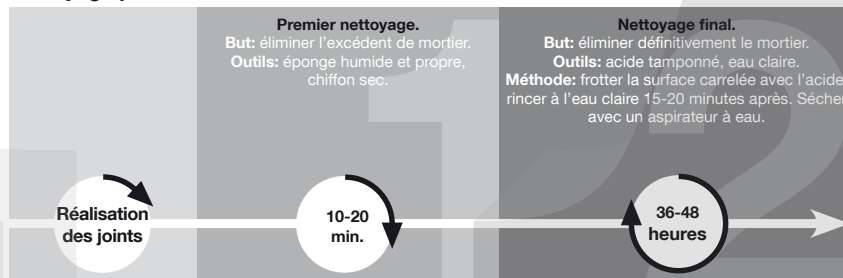 Premier nettoyage.
But: éliminer l'excédent de mortier.
Outils: éponge humide et propre,
chiffon sec.
Nettoyage final.
But: éliminer définitivement le mortier.
Outils: acide tamponné, eau claire.
Méthode: frotter la surface carrelée avec l'acide
rincer à l'eau claire 15-20 minutes après. Sécher
avec un aspirateur à eau.
Réalisation
des joints
10-20
min.
36-48
heures
1
2